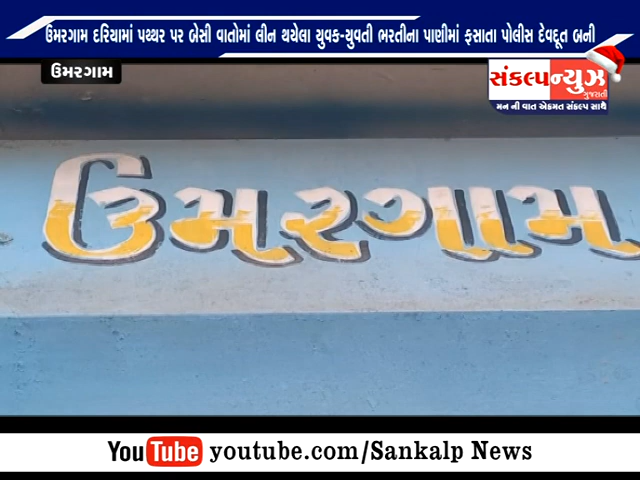 ઉમરગામ દરિયામાં પથ્થર પર બેસી વાતોમાં લીન થયેલા યુવક-યુવતી ભરતીના પાણીમાં ફસાતા પોલીસ દેવદૂત બની
ઉમરગામ
સંકલ્પ ન્યુઝ
ગુજરાતી
મન ની વાત એકમત સંકલ્પ સાથે
ઉમરગામ
YouTube youtube.com/Sankalp News